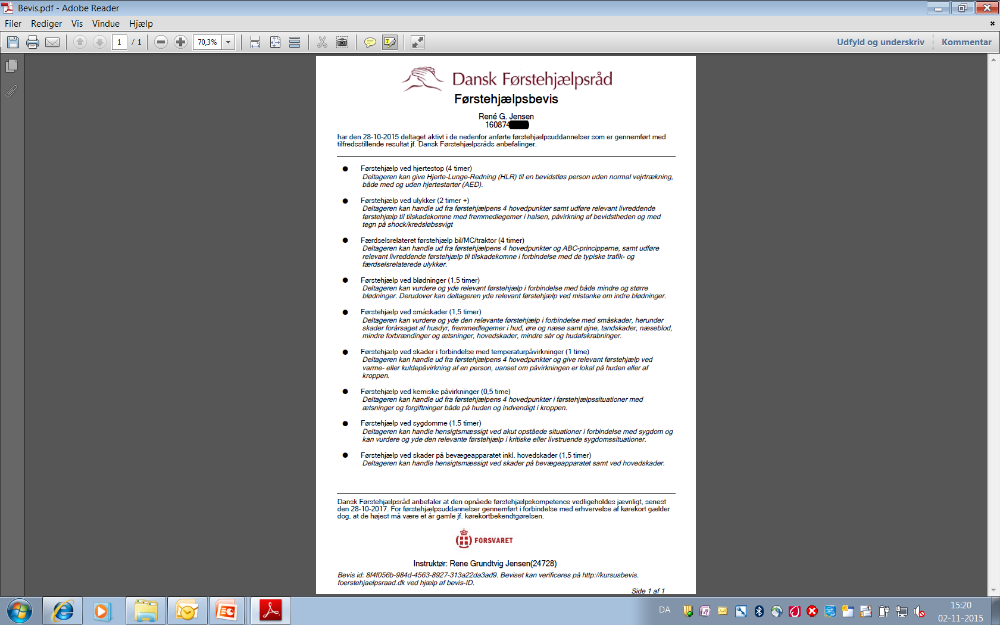 Bevis.pdf - Adobe Reader
Filer Rediger Vis Vindue Hjælp
1 / 1 70,3% Udfyld og underskriv Kommentar
Dansk Førstehjælpsråd
Førstehjælpsbevis
René G. Jensen
160874
har den 28-10-2015 deltaget aktivt i de nedenfor anførte førstehjælpsuddannelser som er gennemført med
tilfredsstillende resultat jf. Dansk Førstehjælpsråds anbefalinger.
● Førstehjælp ved hjertestop (4 timer)
Deltageren kan give Hjerte-Lunge-Redning (HLR) til en bevidstløs person uden normal vejrtrækning,
både med og uden hjertestarter (AED).
● Førstehjælp ved ulykker (2 timer +)
Deltageren kan handle ud fra førstehjælpens 4 hovedpunkter samt udføre relevant livreddende
førstehjælp til tilskadekomne med fremmedlegemer i halsen, påvirkning af bevidstheden og med
tegn på shock/kredsløbssvigt
● Færdselsrelateret førstehjælp bil/MC/traktor (4 timer)
Deltageren kan handle ud fra førstehjælpens 4 hovedpunkter og ABC-principperne, samt udføre
relevant livreddende førstehjælp til tilskadekomne i forbindelse med de typiske trafik- og
færdselsrelaterede ulykker.
● Førstehjælp ved blødninger (1,5 timer)
Deltageren kan vurdere og yde relevant førstehjælp i forbindelse med både mindre og større
blødninger. Derudover kan deltageren yde relevant førstehjælp ved mistanke om indre blødninger.
● Førstehjælp ved småskader (1,5 timer)
Deltageren kan vurdere og yde den relevante førstehjælp i forbindelse med småskader, herunder
skader forårsaget af husdyr, fremmedlegemer i hud, øre og næse samt øjne, tandskader, næseblod,
mindre forbrændinger og ætsninger, hovedskader, mindre sår og hudafskrabninger.
● Førstehjælp ved skader i forbindelse med temperaturpåvirkninger (1 time)
Deltageren kan handle ud fra førstehjælpens 4 hovedpunkter og give relevant førstehjælp ved
varme- eller kuldepåvirkning af en person, uanset om påvirkningen er lokal på huden eller af
kroppen.
● Førstehjælp ved kemiske påvirkninger (0,5 time)
Deltageren kan handle ud fra førstehjælpens 4 hovedpunkter i førstehjælpssituationer med
ætsninger og forgiftninger både på huden og indvendigt i kroppen.
● Førstehjælp ved sygdomme (1,5 timer)
Deltageren kan handle hensigtsmæssigt ved akut opståede situationer i forbindelse med sygdom og
kan vurdere og yde den relevante førstehjælp i kritiske eller livstruende sygdomssituationer.
● Førstehjælp ved skader på bevægeapparatet inkl. hovedskader (1,5 timer)
Deltageren kan handle hensigtsmæssigt ved skader på bevægeapparatet samt ved hovedskader.
Dansk Førstehjælpsråd anbefaler at den opnåede førstehjælpskompetence vedligeholdes jævnligt, senest
den 28-10-2017. For førstehjælpsuddannelser gennemført i forbindelse med erhvervelse af kørekort gælder
dog, at de højest må være et år gamle jf. kørekortbekendtgørelsen.
FORSVARET
Instruktør: Rene Grundtvig Jensen(24728)
Bevis id: 8f4f056b-984d-4563-8927-313a22da3ad9. Beviset kan verificeres på http://kursusbevis.
foerstehjaelpsraad.dk ved hjælp af bevis-ID.
Side 1 af 1
DA 15:20
02-11-2015